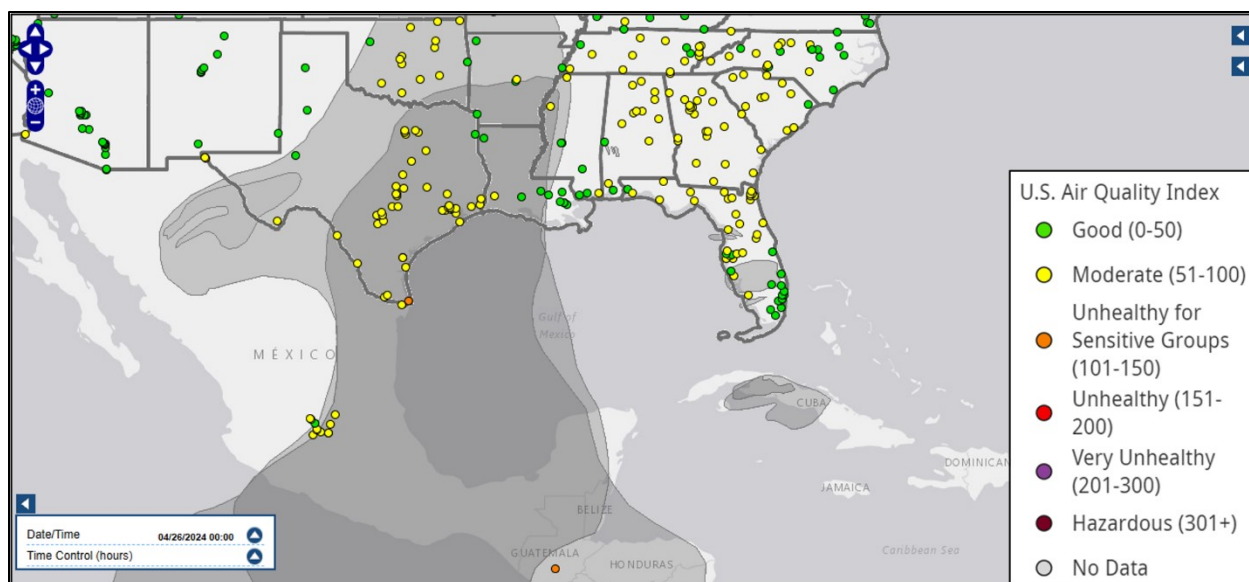 U.S. Air Quality Index
Good (0-50)
Moderate (51-100)
Unhealthy for
Sensitive Groups
(101-150)
Unhealthy (151-
200)
Very Unhealthy
(201-300)
Hazardous (301+)
No Data
Gulf of
Mexico
MÉXICO
CUBA
DOMINICAN
JAMAICA
BELIZE
GUATEMALA
HONDURAS
Caribbean Sea
Date/Time 04/26/2024 00:00
Time Control (hours)